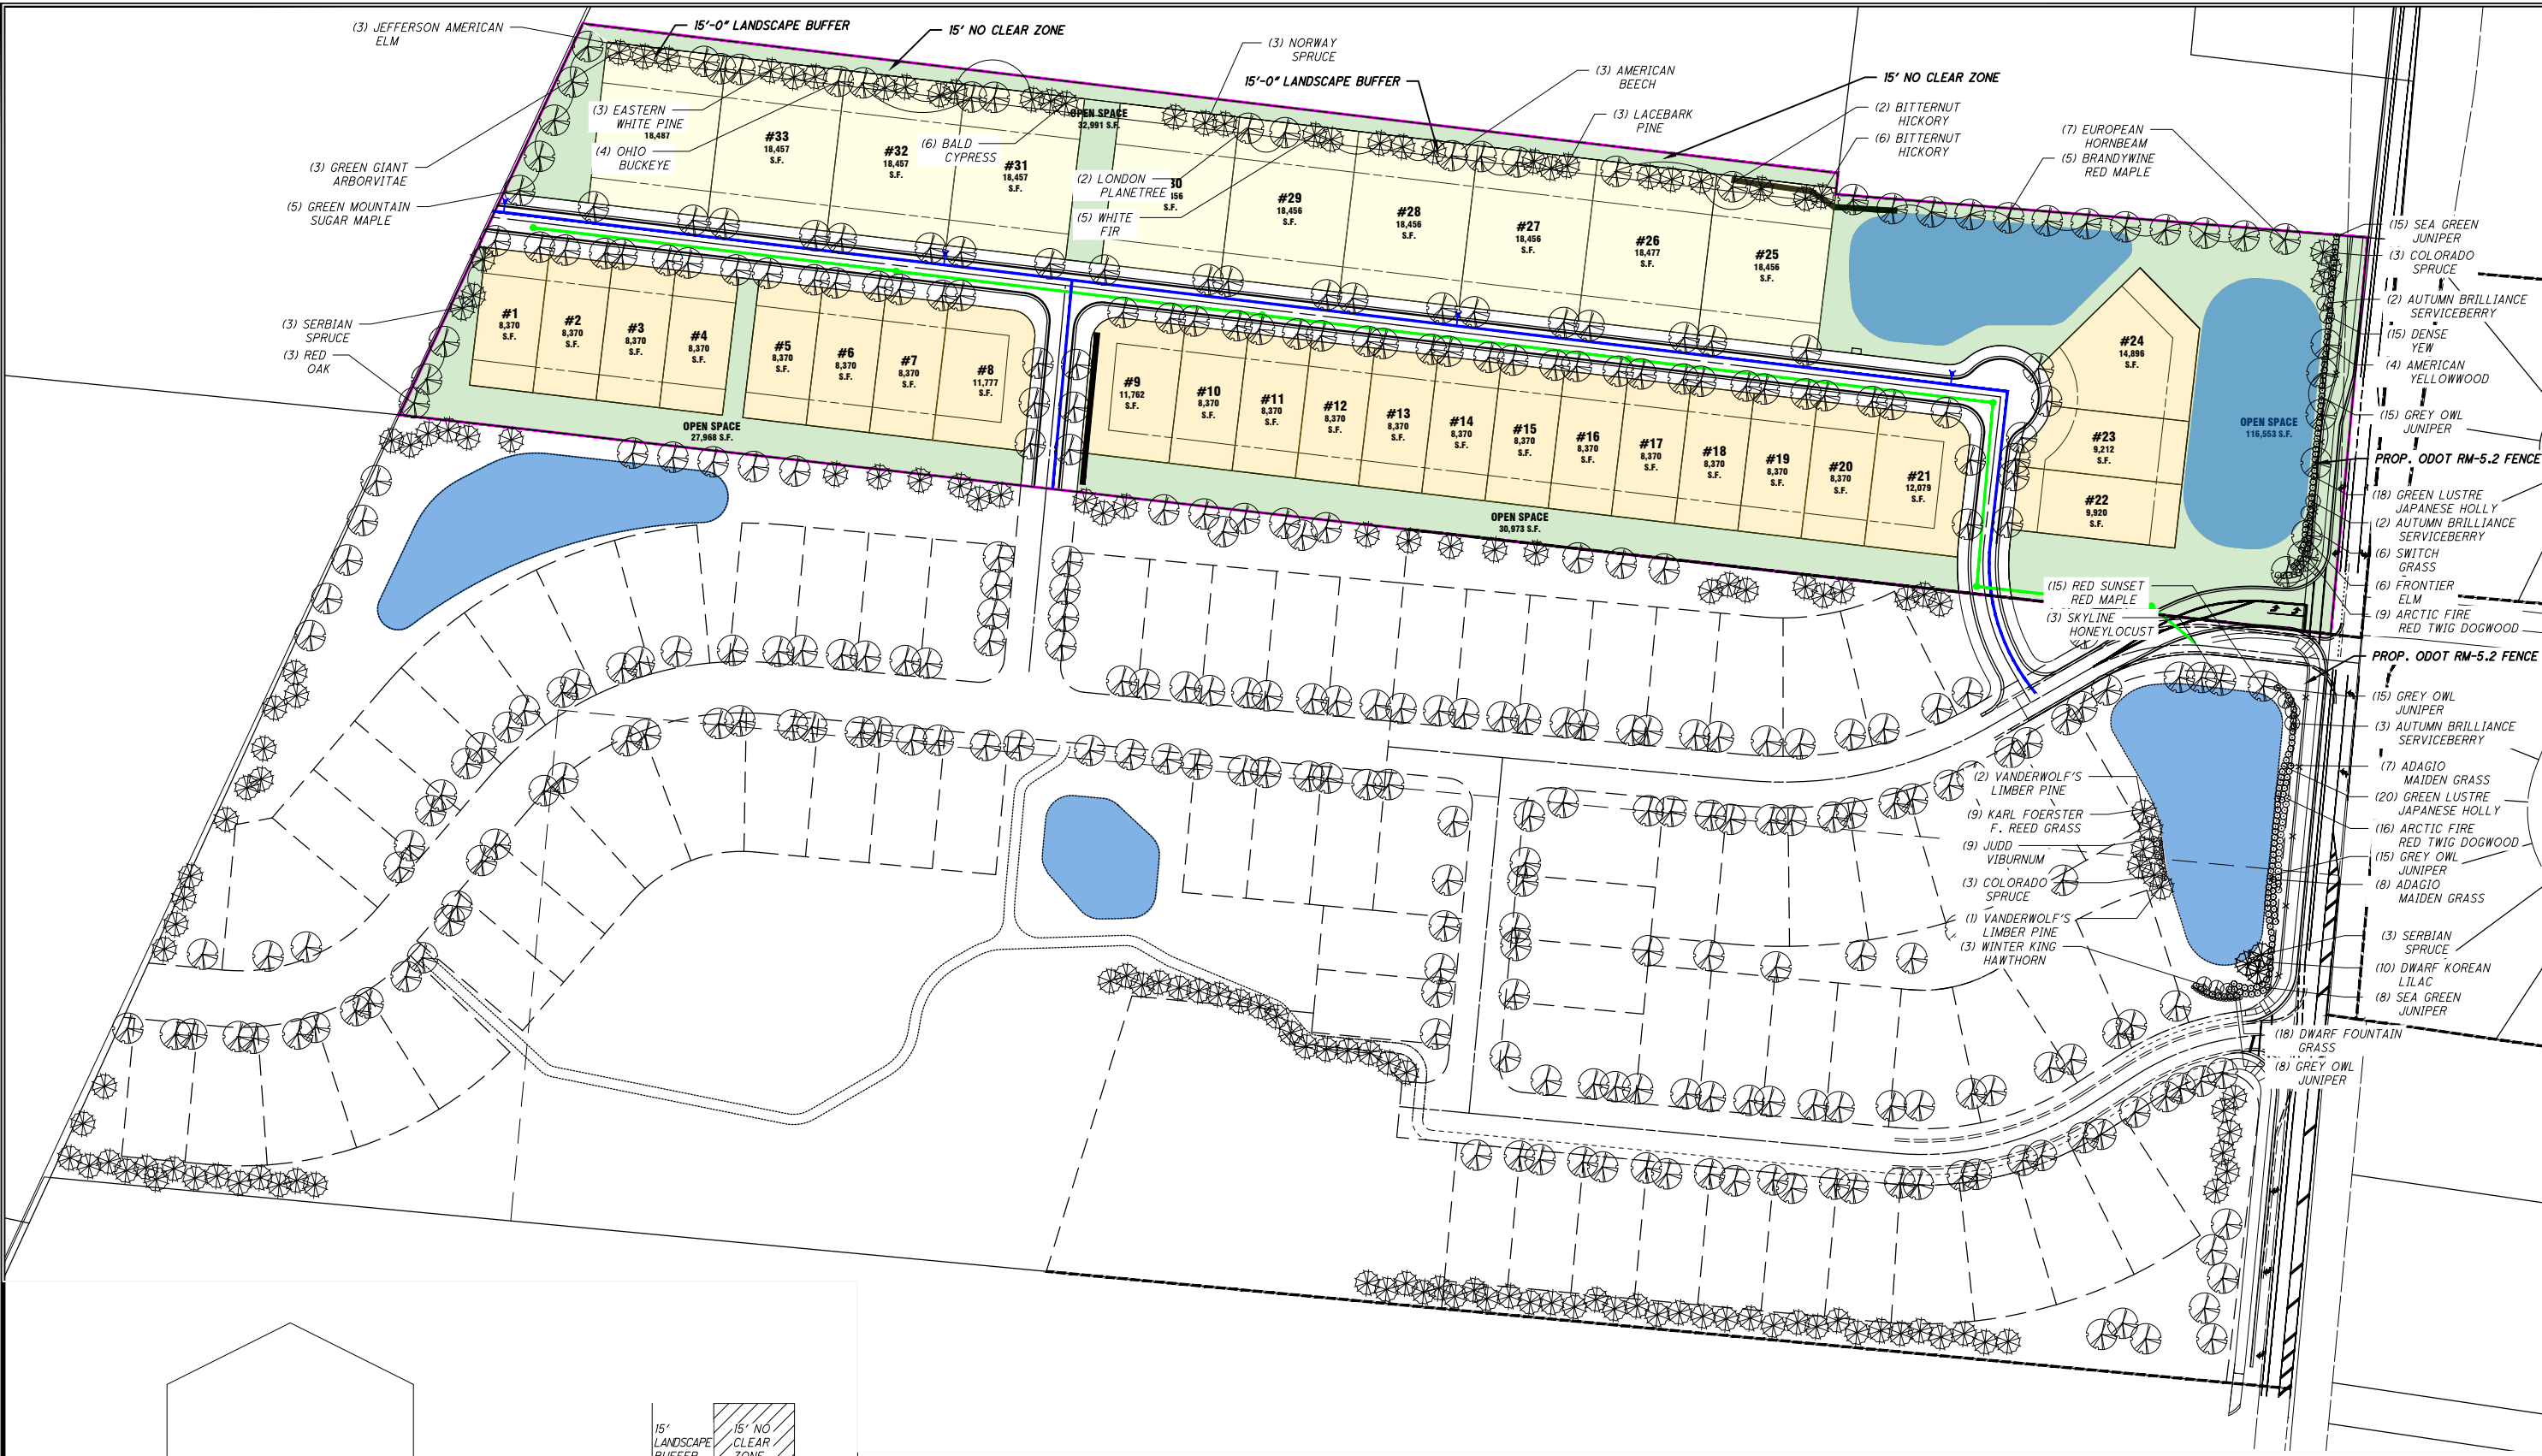 (3) JEFFERSON AMERICAN
ELM
15'-0" LANDSCAPE BUFFER
15' NO CLEAR ZONE
(3) NORWAY
SPRUCE
15'-0" LANDSCAPE BUFFER
(3) AMERICAN
BEECH
15' NO CLEAR ZONE
(3) EASTERN
WHITE PINE
18,487
(4) OHIO
BUCKEYE
(3) GREEN GIANT
ARBORVITAE
(5) GREEN MOUNTAIN
SUGAR MAPLE
(6) BALD
CYPRESS
OPEN SPACE
32,991 S.F.
(2) LONDON
PLANETREE
(5) WHITE
FIR
(3) LACEBARK
PINE
(2) BITTERNUT
HICKORY
(6) BITTERNUT
HICKORY
(7) EUROPEAN
HORNBEAM
(5) BRANDYWINE
RED MAPLE
#33
18,457
S.F.
#32
18,457
S.F.
#31
18,457
S.F.
30
456
S.F.
#29
18,456
S.F.
#28
18,456
S.F.
#27
18,456
S.F.
#26
18,477
S.F.
#25
18,456
S.F.
(3) SERBIAN
SPRUCE
(3) RED
OAK
#1
8,370
S.F.
#2
8,370
S.F.
#3
8,370
S.F.
#4
8,370
S.F.
#5
8,370
S.F.
#6
8,370
S.F.
#7
8,370
S.F.
#8
11,777
S.F.
OPEN SPACE
27,968 S.F.
#9
11,762
S.F.
#10
8,370
S.F.
#11
8,370
S.F.
#12
8,370
S.F.
#13
8,370
S.F.
#14
8,370
S.F.
#15
8,370
S.F.
#16
8,370
S.F.
#17
8,370
S.F.
#18
8,370
S.F.
#19
8,370
S.F.
#20
8,370
S.F.
#21
12,079
S.F.
OPEN SPACE
30,973 S.F.
#24
14,896
S.F.
#23
9,212
S.F.
#22
9,920
S.F.
OPEN SPACE
116,553 S.F.
(15) SEA GREEN
JUNIPER
(3) COLORADO
SPRUCE
(2) AUTUMN BRILLIANCE
SERVICEBERRY
(15) DENSE
YEW
(4) AMERICAN
YELLOWWOOD
(15) GREY OWL
JUNIPER
PROP. ODOT RM-5.2 FENCE
(18) GREEN LUSTRE
JAPANESE HOLLY
(2) AUTUMN BRILLIANCE
SERVICEBERRY
(6) SWITCH
GRASS
(6) FRONTIER
ELM
(9) ARCTIC FIRE
RED TWIG DOGWOOD
(15) RED SUNSET
RED MAPLE
(3) SKYLINE
HONEYLOCUST
PROP. ODOT RM-5.2 FENCE
(15) GREY OWL
JUNIPER
(3) AUTUMN BRILLIANCE
SERVICEBERRY
(7) ADAGIO
MAIDEN GRASS
(20) GREEN LUSTRE
JAPANESE HOLLY
(16) ARCTIC FIRE
RED TWIG DOGWOOD
(15) GREY OWL
JUNIPER
(8) ADAGIO
MAIDEN GRASS
(2) VANDERWOLF'S
LIMBER PINE
(9) KARL FOERSTER
F. REED GRASS
(9) JUDD
VIBURNUM
(3) COLORADO
SPRUCE
(1) VANDERWOLF'S
LIMBER PINE
(3) WINTER KING
HAWTHORN
(3) SERBIAN
SPRUCE
(10) DWARF KOREAN
LILAC
(8) SEA GREEN
JUNIPER
(18) DWARF FOUNTAIN
GRASS
(8) GREY OWL
JUNIPER
15'
LANDSCAPE
BUFFER
15' NO
CLEAR
ZONE